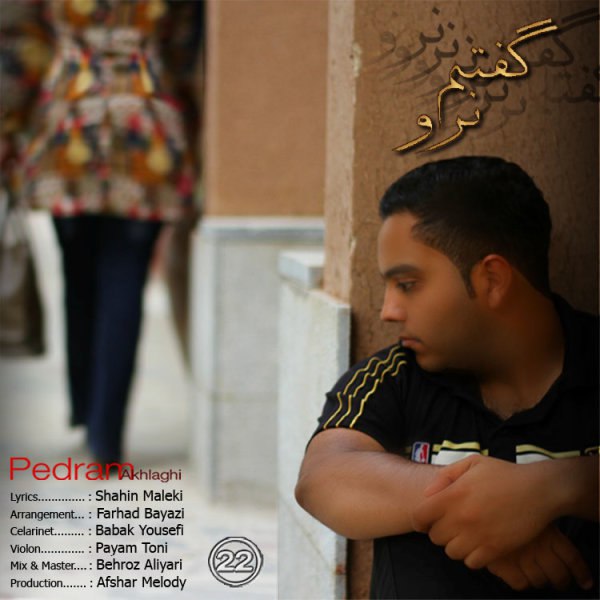 گفتم
نرو
Pedram
Akhlaghi
Lyrics.............. : Shahin Maleki
Arrangement... : Farhad Bayazi
Celarinet......... : Babak Yousefi
Violon............. : Payam Toni
Mix & Master.... : Behroz Aliyari
Production....... : Afshar Melody
22